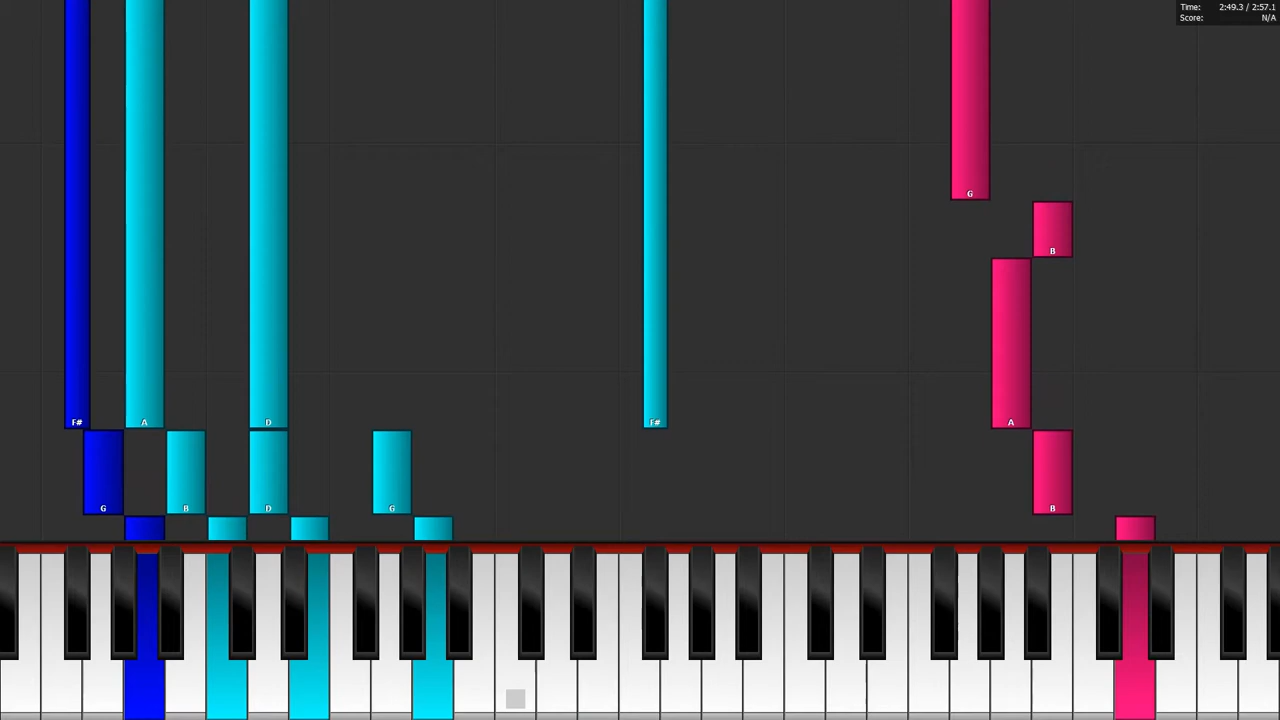 Time: 2:49.3 / 2:57.1
Score: N/A
G
B
F# A D F# A
G B D G B